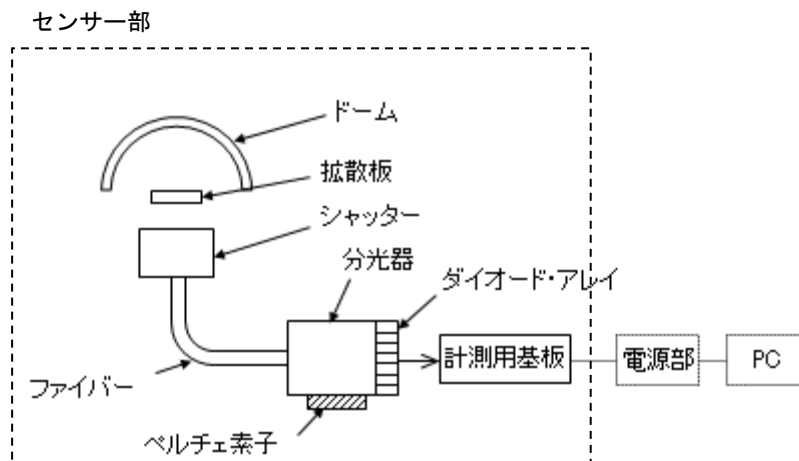 センサー部
ドーム
拡散板
シャッター
分光器
ダイオード・アレイ
計測用基板
電源部
PC
ファイバー
ペルチェ素子